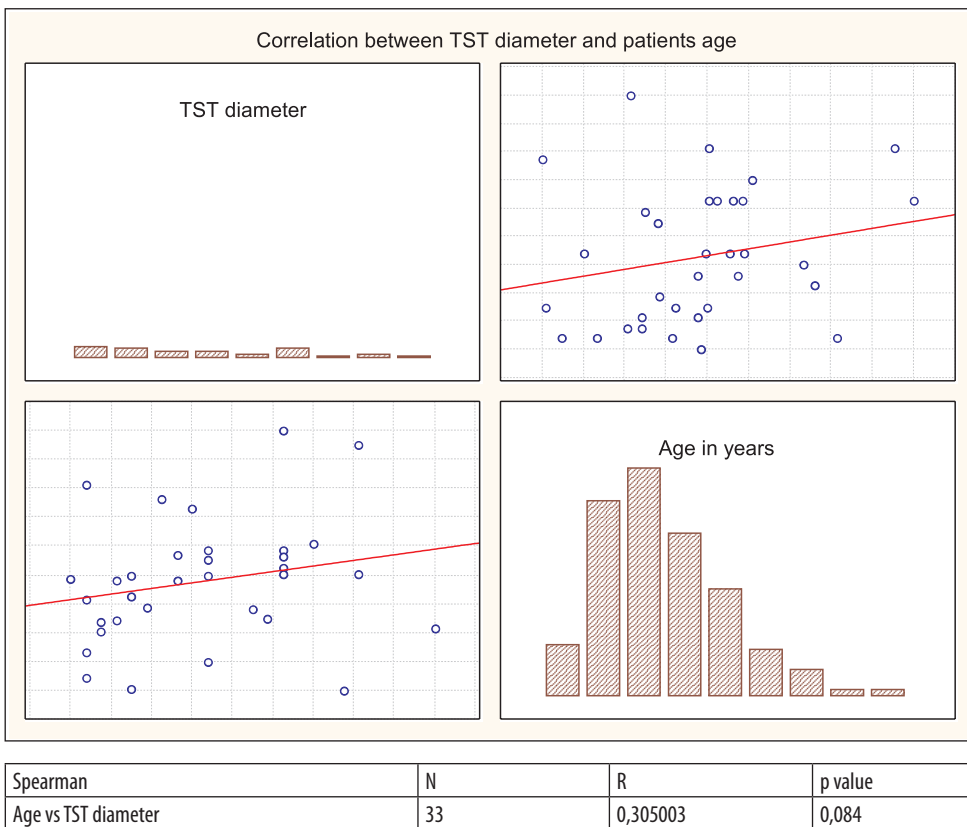 Correlation between TST diameter and patients age
TST diameter
Age in years
Spearman N R p value
Age vs TST diameter 33 0,305003 0,084